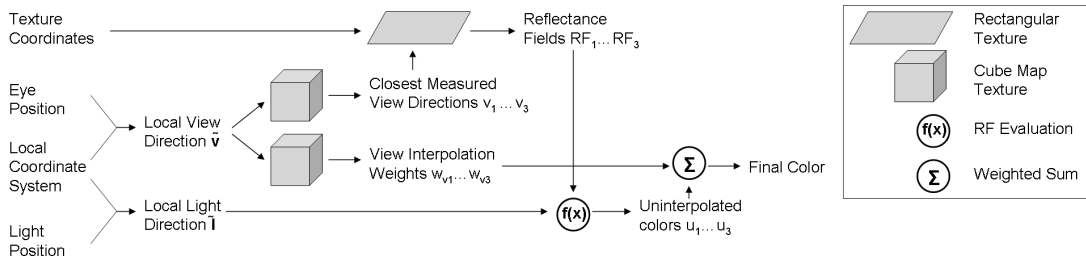 Texture
Coordinates
Reflectance
Fields RF₁... RF₃
Eye
Position
Closest Measured
View Directions v₁ ... v₃
Local View
Direction ṽ
Local
Coordinate
System
View Interpolation
Weights wᵥ₁... wᵥ₃
Σ
Final Color
Local Light
Direction l̃
f(x)
Uninterpolated
colors u₁... u₃
Light
Position
Rectangular
Texture
Cube Map
Texture
f(x)
RF Evaluation
Σ
Weighted Sum